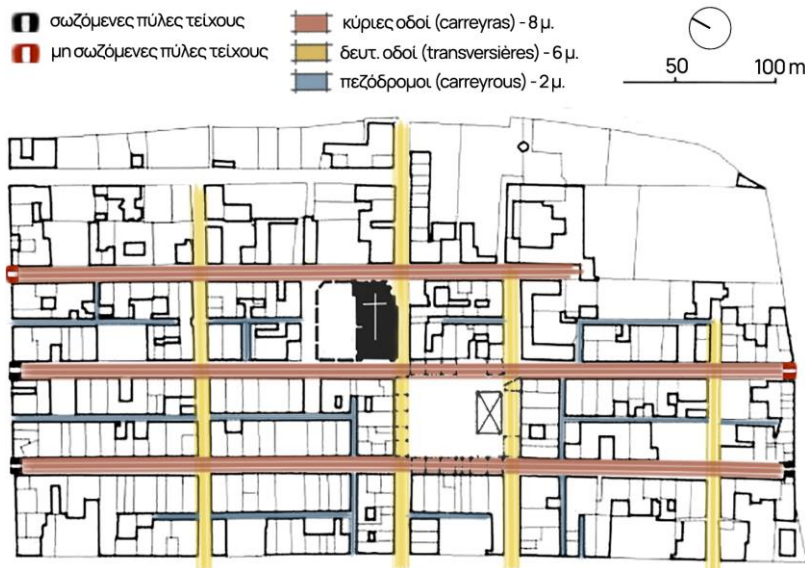 σωζόμενες πύλες τείχους
μη σωζόμενες πύλες τείχους
κύριες οδοί (carreyras) - 8 μ.
δευτ. οδοί (transversières) - 6 μ.
πεζόδρομοι (carreyrous) - 2 μ.
50 100 m